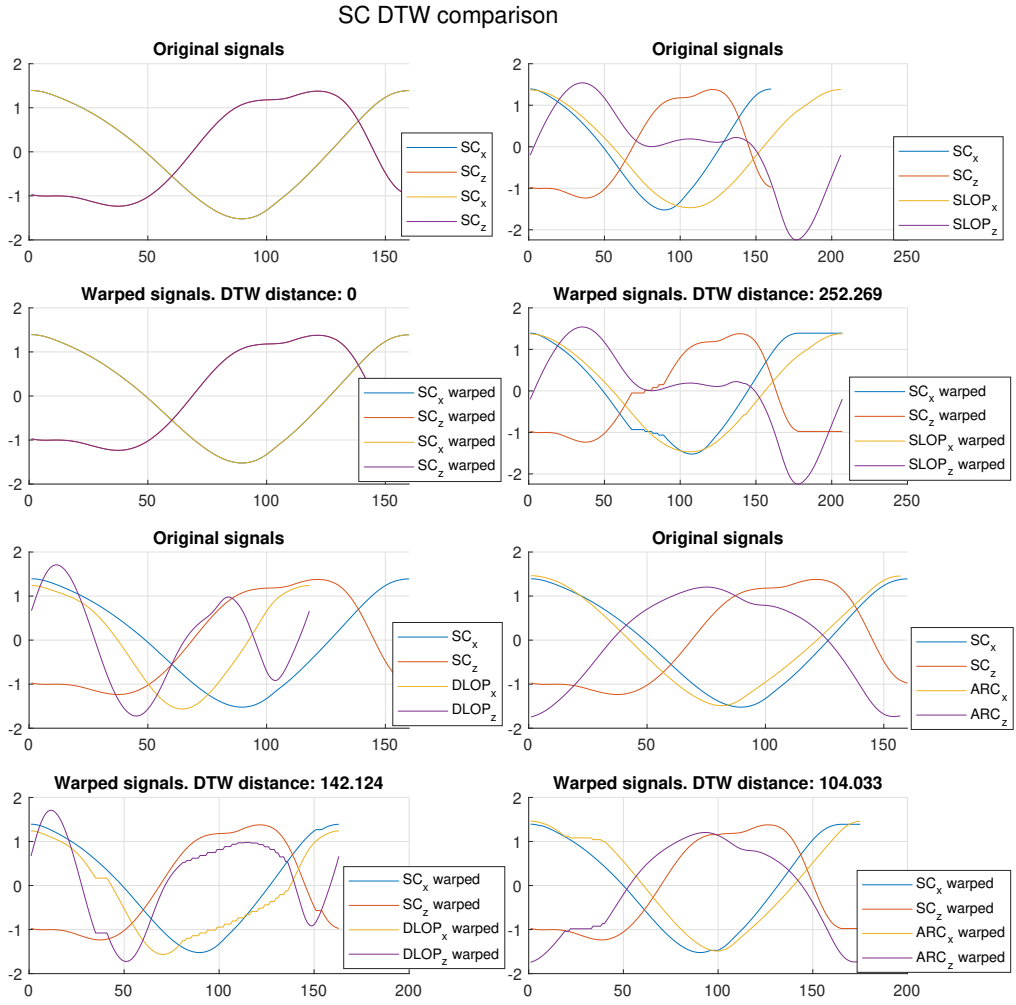 SC DTW comparison
Original signals
2
1
0
-1
-2
0
50
100
150
SC_x
SC_z
SC_x
SC_z
Original signals
2
1
0
-1
-2
0
50
100
150
200
250
SC_x
SC_z
SLOP_x
SLOP_z
Warped signals. DTW distance: 0
2
1
0
-1
-2
0
50
100
150
SC_x warped
SC_z warped
SC_x warped
SC_z warped
Warped signals. DTW distance: 252.269
2
1
0
-1
-2
0
50
100
150
200
250
SC_x warped
SC_z warped
SLOP_x warped
SLOP_z warped
Original signals
2
1
0
-1
-2
0
50
100
150
SC_x
SC_z
DLOP_x
DLOP_z
Original signals
2
1
0
-1
-2
0
50
100
150
SC_x
SC_z
ARC_x
ARC_z
Warped signals. DTW distance: 142.124
2
1
0
-1
-2
0
50
100
150
200
SC_x warped
SC_z warped
DLOP_x warped
DLOP_z warped
Warped signals. DTW distance: 104.033
2
1
0
-1
-2
0
50
100
150
200
SC_x warped
SC_z warped
ARC_x warped
ARC_z warped